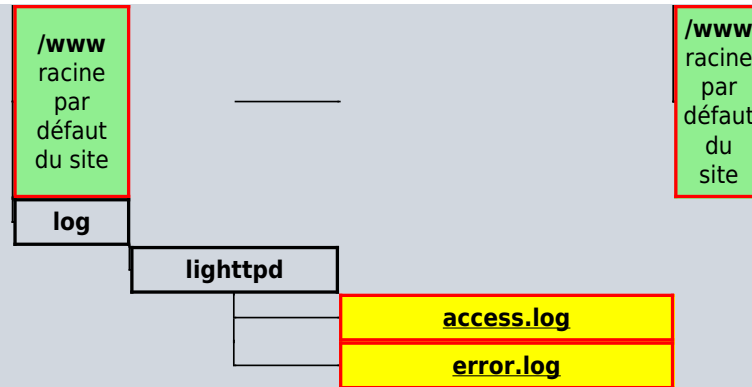 /www
racine
par
défaut
du site
/www
racine
par
défaut
du
site
log
lighttpd
access.log
error.log